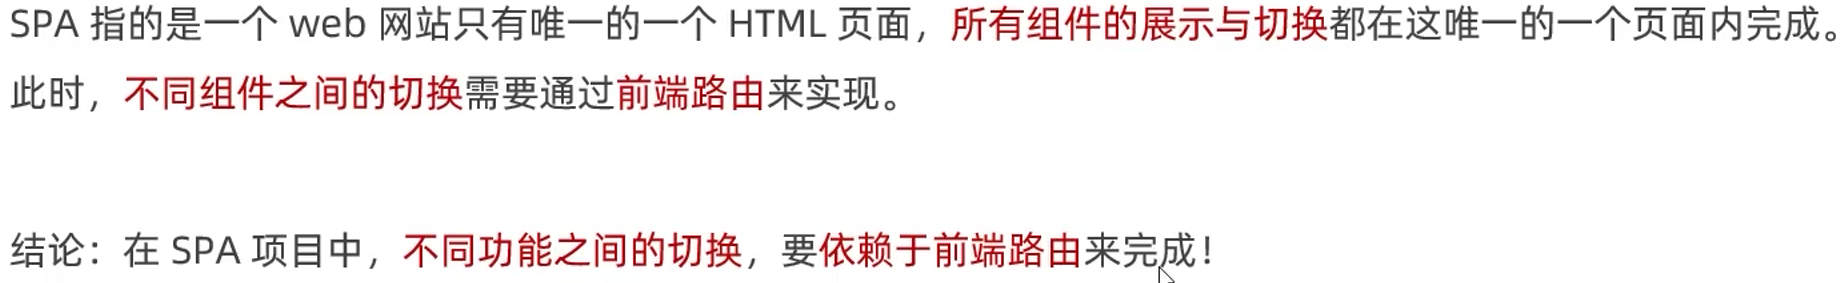 SPA 指的是一个 web 网站只有唯一的一个 HTML 页面，所有组件的展示与切换都在这唯一的一个页面内完成。
此时，不同组件之间的切换需要通过前端路由来实现。
结论：在 SPA 项目中，不同功能之间的切换，要依赖于前端路由来完成！